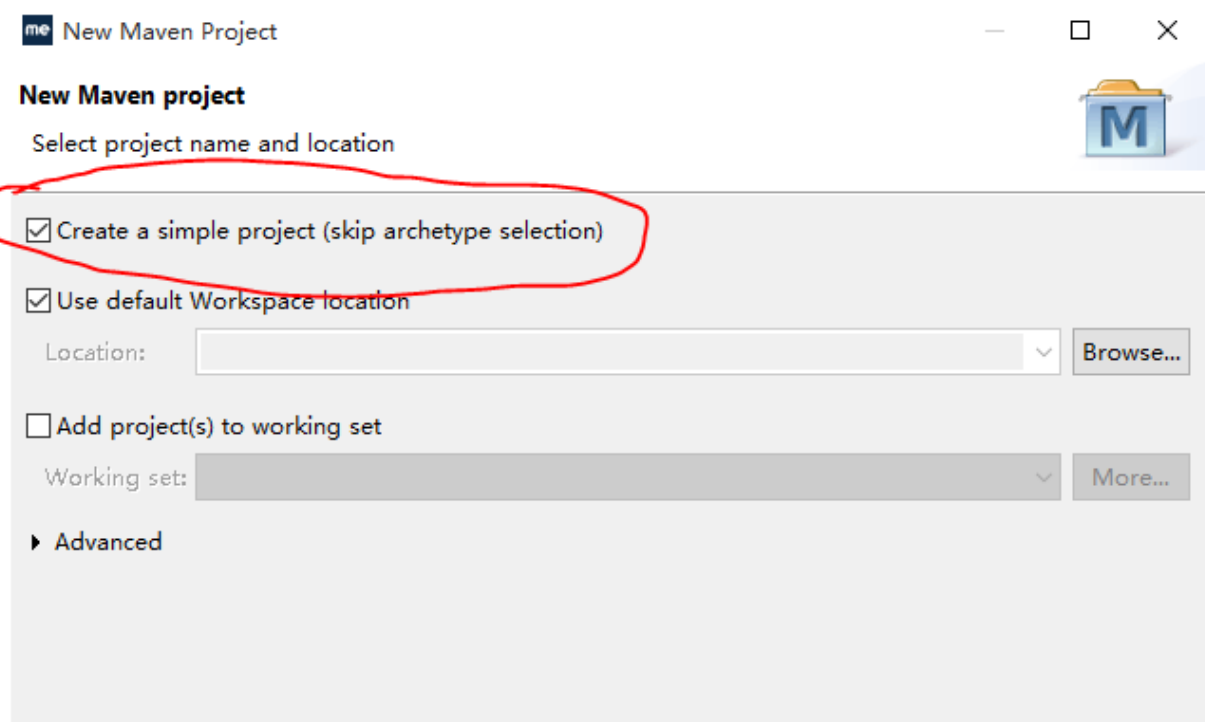 me New Maven Project
New Maven project
Select project name and location
M
Create a simple project (skip archetype selection)
Use default Workspace location
Location:
Browse...
Add project(s) to working set
Working set:
More...
Advanced